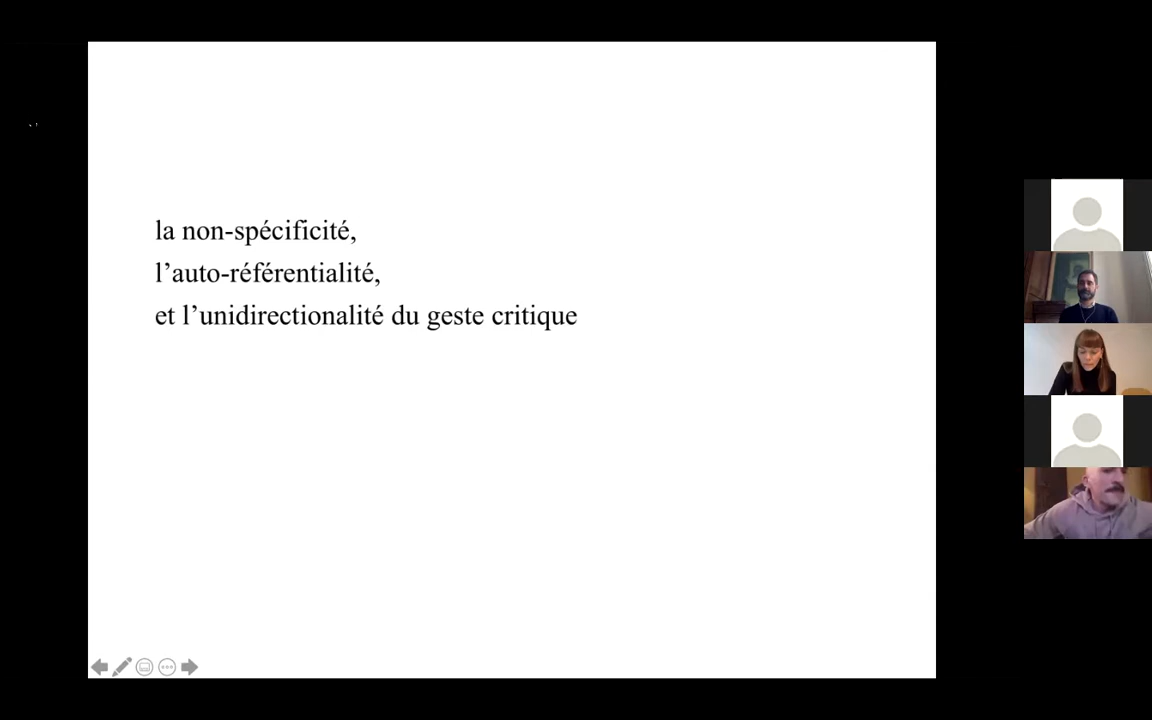 la non-spécificité,
l’auto-référentialité,
et l’unidirectionalité du geste critique